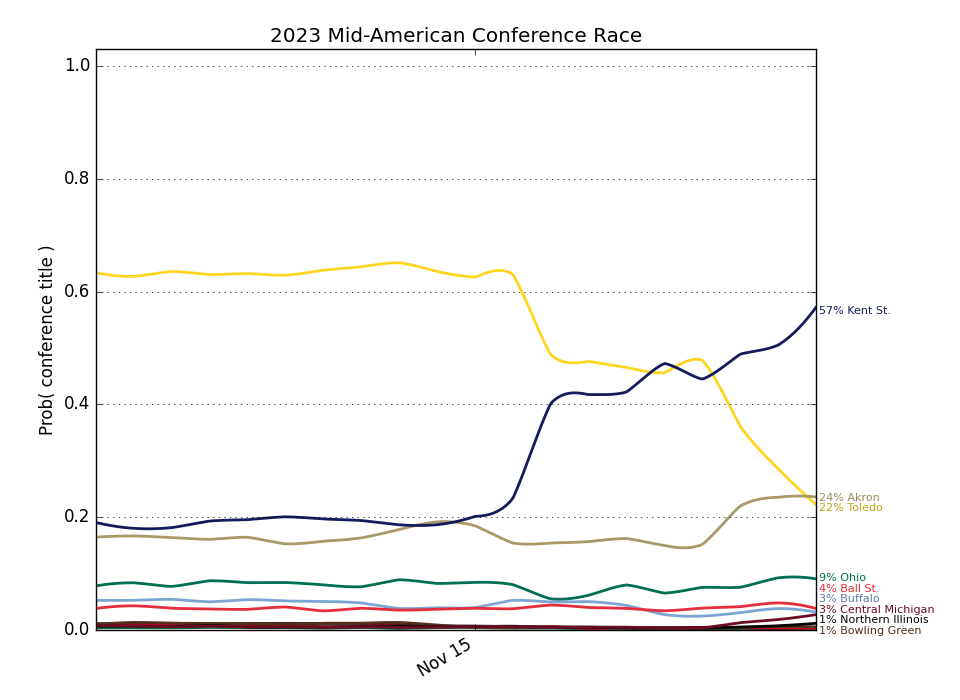 2023 Mid-American Conference Race
1.0
0.8
0.6
0.4
0.2
0.0
Prob( conference title )
Nov 15
57% Kent St.
24% Akron
22% Toledo
9% Ohio
4% Ball St.
3% Buffalo
3% Central Michigan
1% Northern Illinois
1% Bowling Green